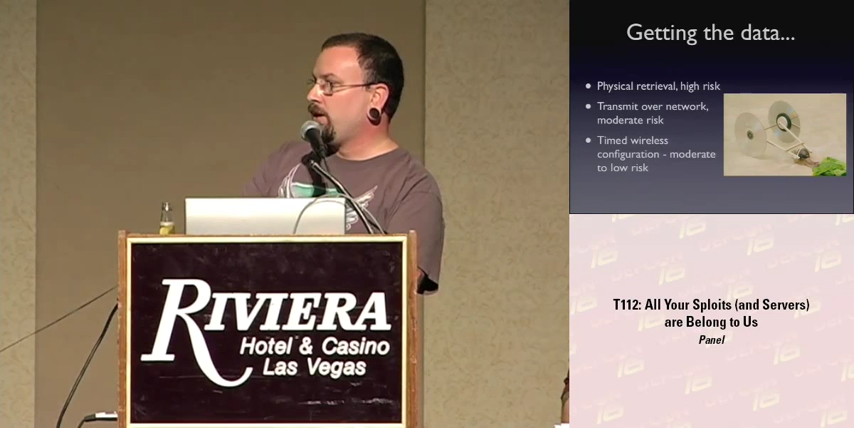 RIVIERA
Hotel & Casino
Las Vegas
Getting the data...
Physical retrieval, high risk
Transmit over network,
moderate risk
Timed wireless
configuration - moderate
to low risk
T112: All Your Sploits (and Servers)
are Belong to Us
Panel